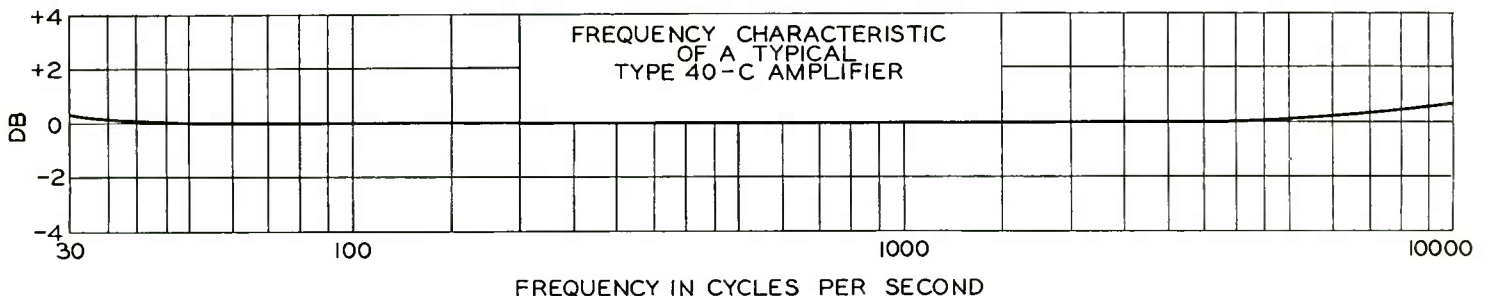 +4
FREQUENCY CHARACTERISTIC
OF A TYPICAL
TYPE 40-C AMPLIFIER
+2
DB
0
-2
-4
30 100 1000 10000
FREQUENCY IN CYCLES PER SECOND